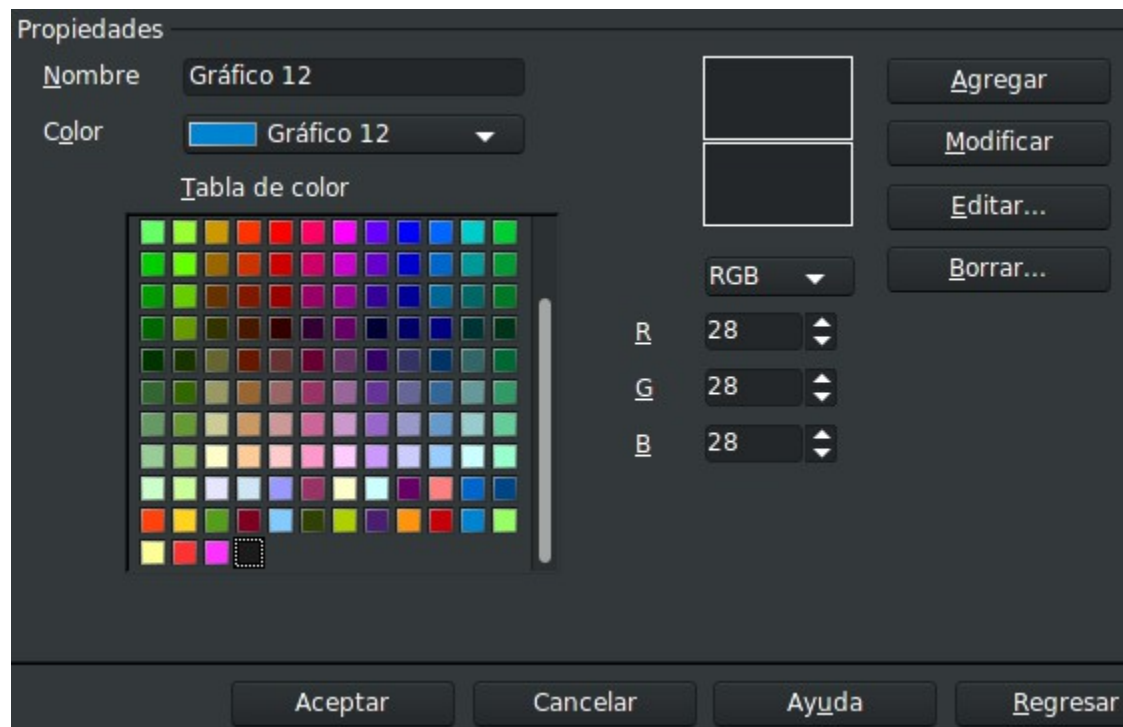 Propiedades
Nombre Gráfico 12
Color Gráfico 12
Tabla de color
Agregar
Modificar
Editar...
Borrar...
RGB
R 28
G 28
B 28
Aceptar Cancelar Ayuda Regresar